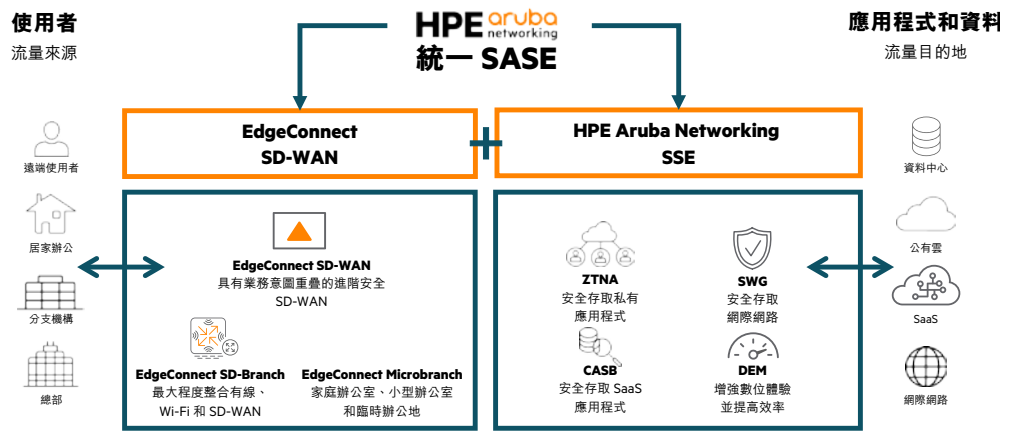 使用者
流量來源
HPE aruba
networking
統一 SASE
應用程式和資料
流量目的地
EdgeConnect
SD-WAN
HPE Aruba Networking
SSE
遠端使用者
居家辦公
分支機構
總部
EdgeConnect SD-WAN
具有業務意圖重疊的進階安全
SD-WAN
EdgeConnect SD-Branch
最大程度整合有線、
Wi-Fi 和 SD-WAN
EdgeConnect Microbranch
家庭辦公室、小型辦公室
和臨時辦公地
ZTNA
安全存取私有
應用程式
SWG
安全存取
網際網路
CASB
安全存取 SaaS
應用程式
DEM
增強數位體驗
並提高效率
資料中心
公有雲
SaaS
網際網路